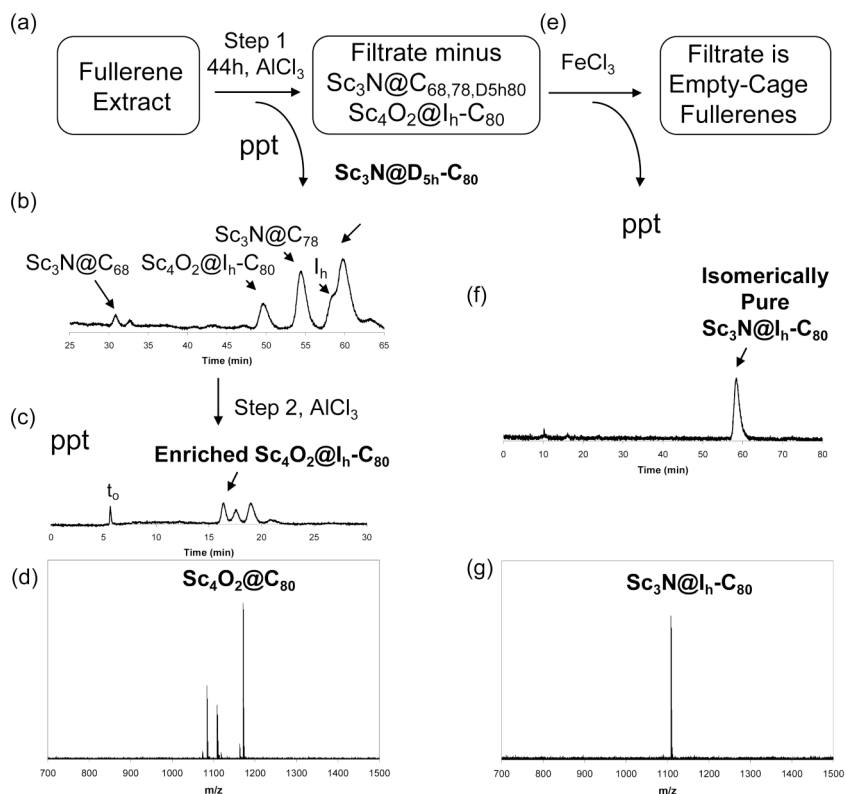 (a)
Fullerene
Extract
Step 1
44h, AlCl₃
ppt
Filtrate minus
Sc₃N@C₆₈,₇₈,D5h80
Sc₄O₂@Iₕ-C₈₀
(e)
FeCl₃
ppt
Filtrate is
Empty-Cage
Fullerenes
Sc₃N@D₅ₕ-C₈₀
(b)
Sc₃N@C₆₈
Sc₄O₂@Iₕ-C₈₀
Sc₃N@C₇₈
Iₕ
25 30 35 40 45 50 55 60 65
Time (min)
Step 2, AlCl₃
(c)
ppt
Enriched Sc₄O₂@Iₕ-C₈₀
tₒ
0 5 10 15 20 30
Time (min)
(d)
Sc₄O₂@C₈₀
700 800 900 1000 1100 1200 1300 1400 1500
m/z
(f)
Isomerically
Pure
Sc₃N@Iₕ-C₈₀
0 10 20 30 40 50 60 70 80
Time (min)
(g)
Sc₃N@Iₕ-C₈₀
700 800 900 1000 1100 1200 1300 1400 1500
m/z